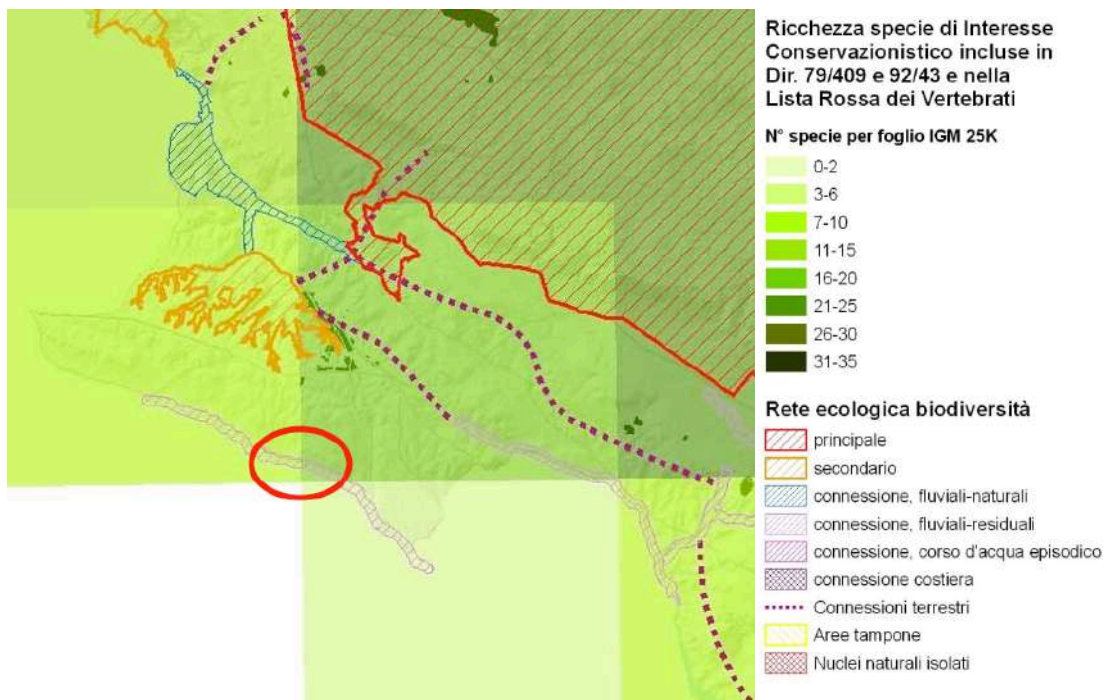 Ricchezza specie di Interesse
Conservazionistico incluse in
Dir. 79/409 e 92/43 e nella
Lista Rossa dei Vertebrati
N° specie per foglio IGM 25K
0-2
3-6
7-10
11-15
16-20
21-25
26-30
31-35
Rete ecologica biodiversità
principale
secondario
connessione, fluviali-naturali
connessione, fluviali-residuali
connessione, corso d'acqua episodico
connessione costiera
Connessioni terrestri
Aree tampone
Nuclei naturali isolati